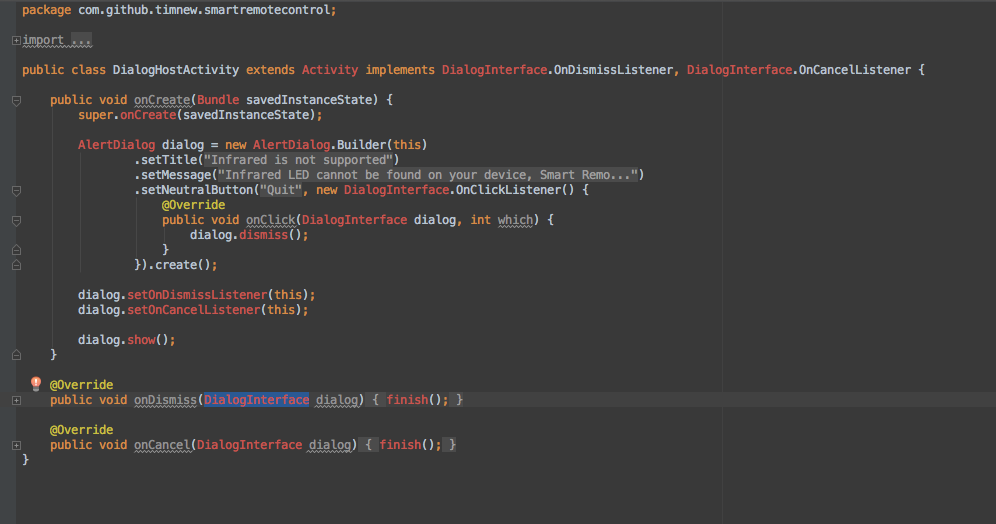 package com.github.timnew.smartremotecontrol;
import ...
public class DialogHostActivity extends Activity implements DialogInterface.OnDismissListener, DialogInterface.OnCancelListener {
public void onCreate(Bundle savedInstanceState) {
super.onCreate(savedInstanceState);
AlertDialog dialog = new AlertDialog.Builder(this)
.setTitle("Infrared is not supported")
.setMessage("Infrared LED cannot be found on your device, Smart Remo...")
.setNeutralButton("Quit", new DialogInterface.OnClickListener() {
@Override
public void onClick(DialogInterface dialog, int which) {
dialog.dismiss();
}
}).create();
dialog.setOnDismissListener(this);
dialog.setOnCancelListener(this);
dialog.show();
}
@Override
public void onDismiss(DialogInterface dialog) { finish(); }
@Override
public void onCancel(DialogInterface dialog) { finish(); }
}